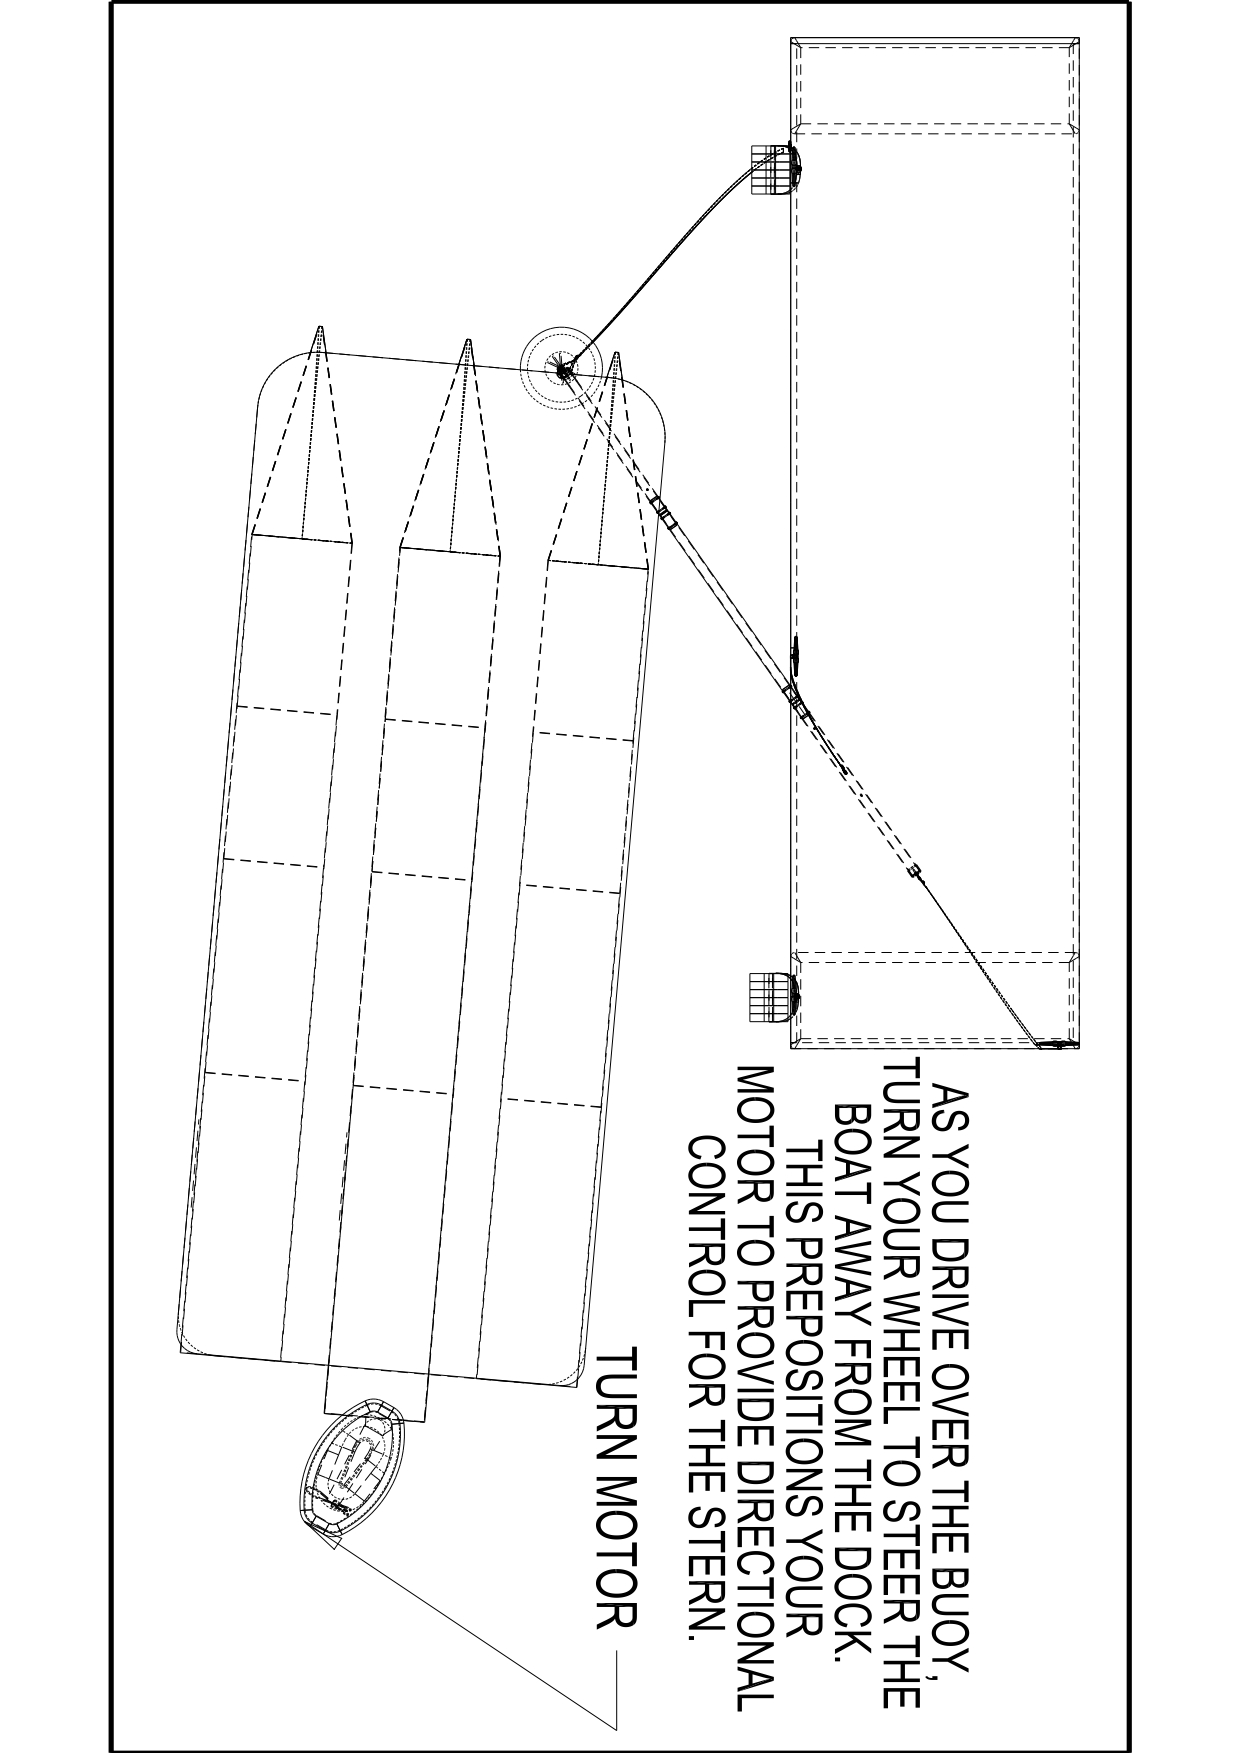 AS YOU DRIVE OVER THE BUOY,
TURN YOUR WHEEL TO STEER THE
BOAT AWAY FROM THE DOCK.
THIS PREPOSITIONS YOUR
MOTOR TO PROVIDE DIRECTIONAL
CONTROL FOR THE STERN.
TURN MOTOR